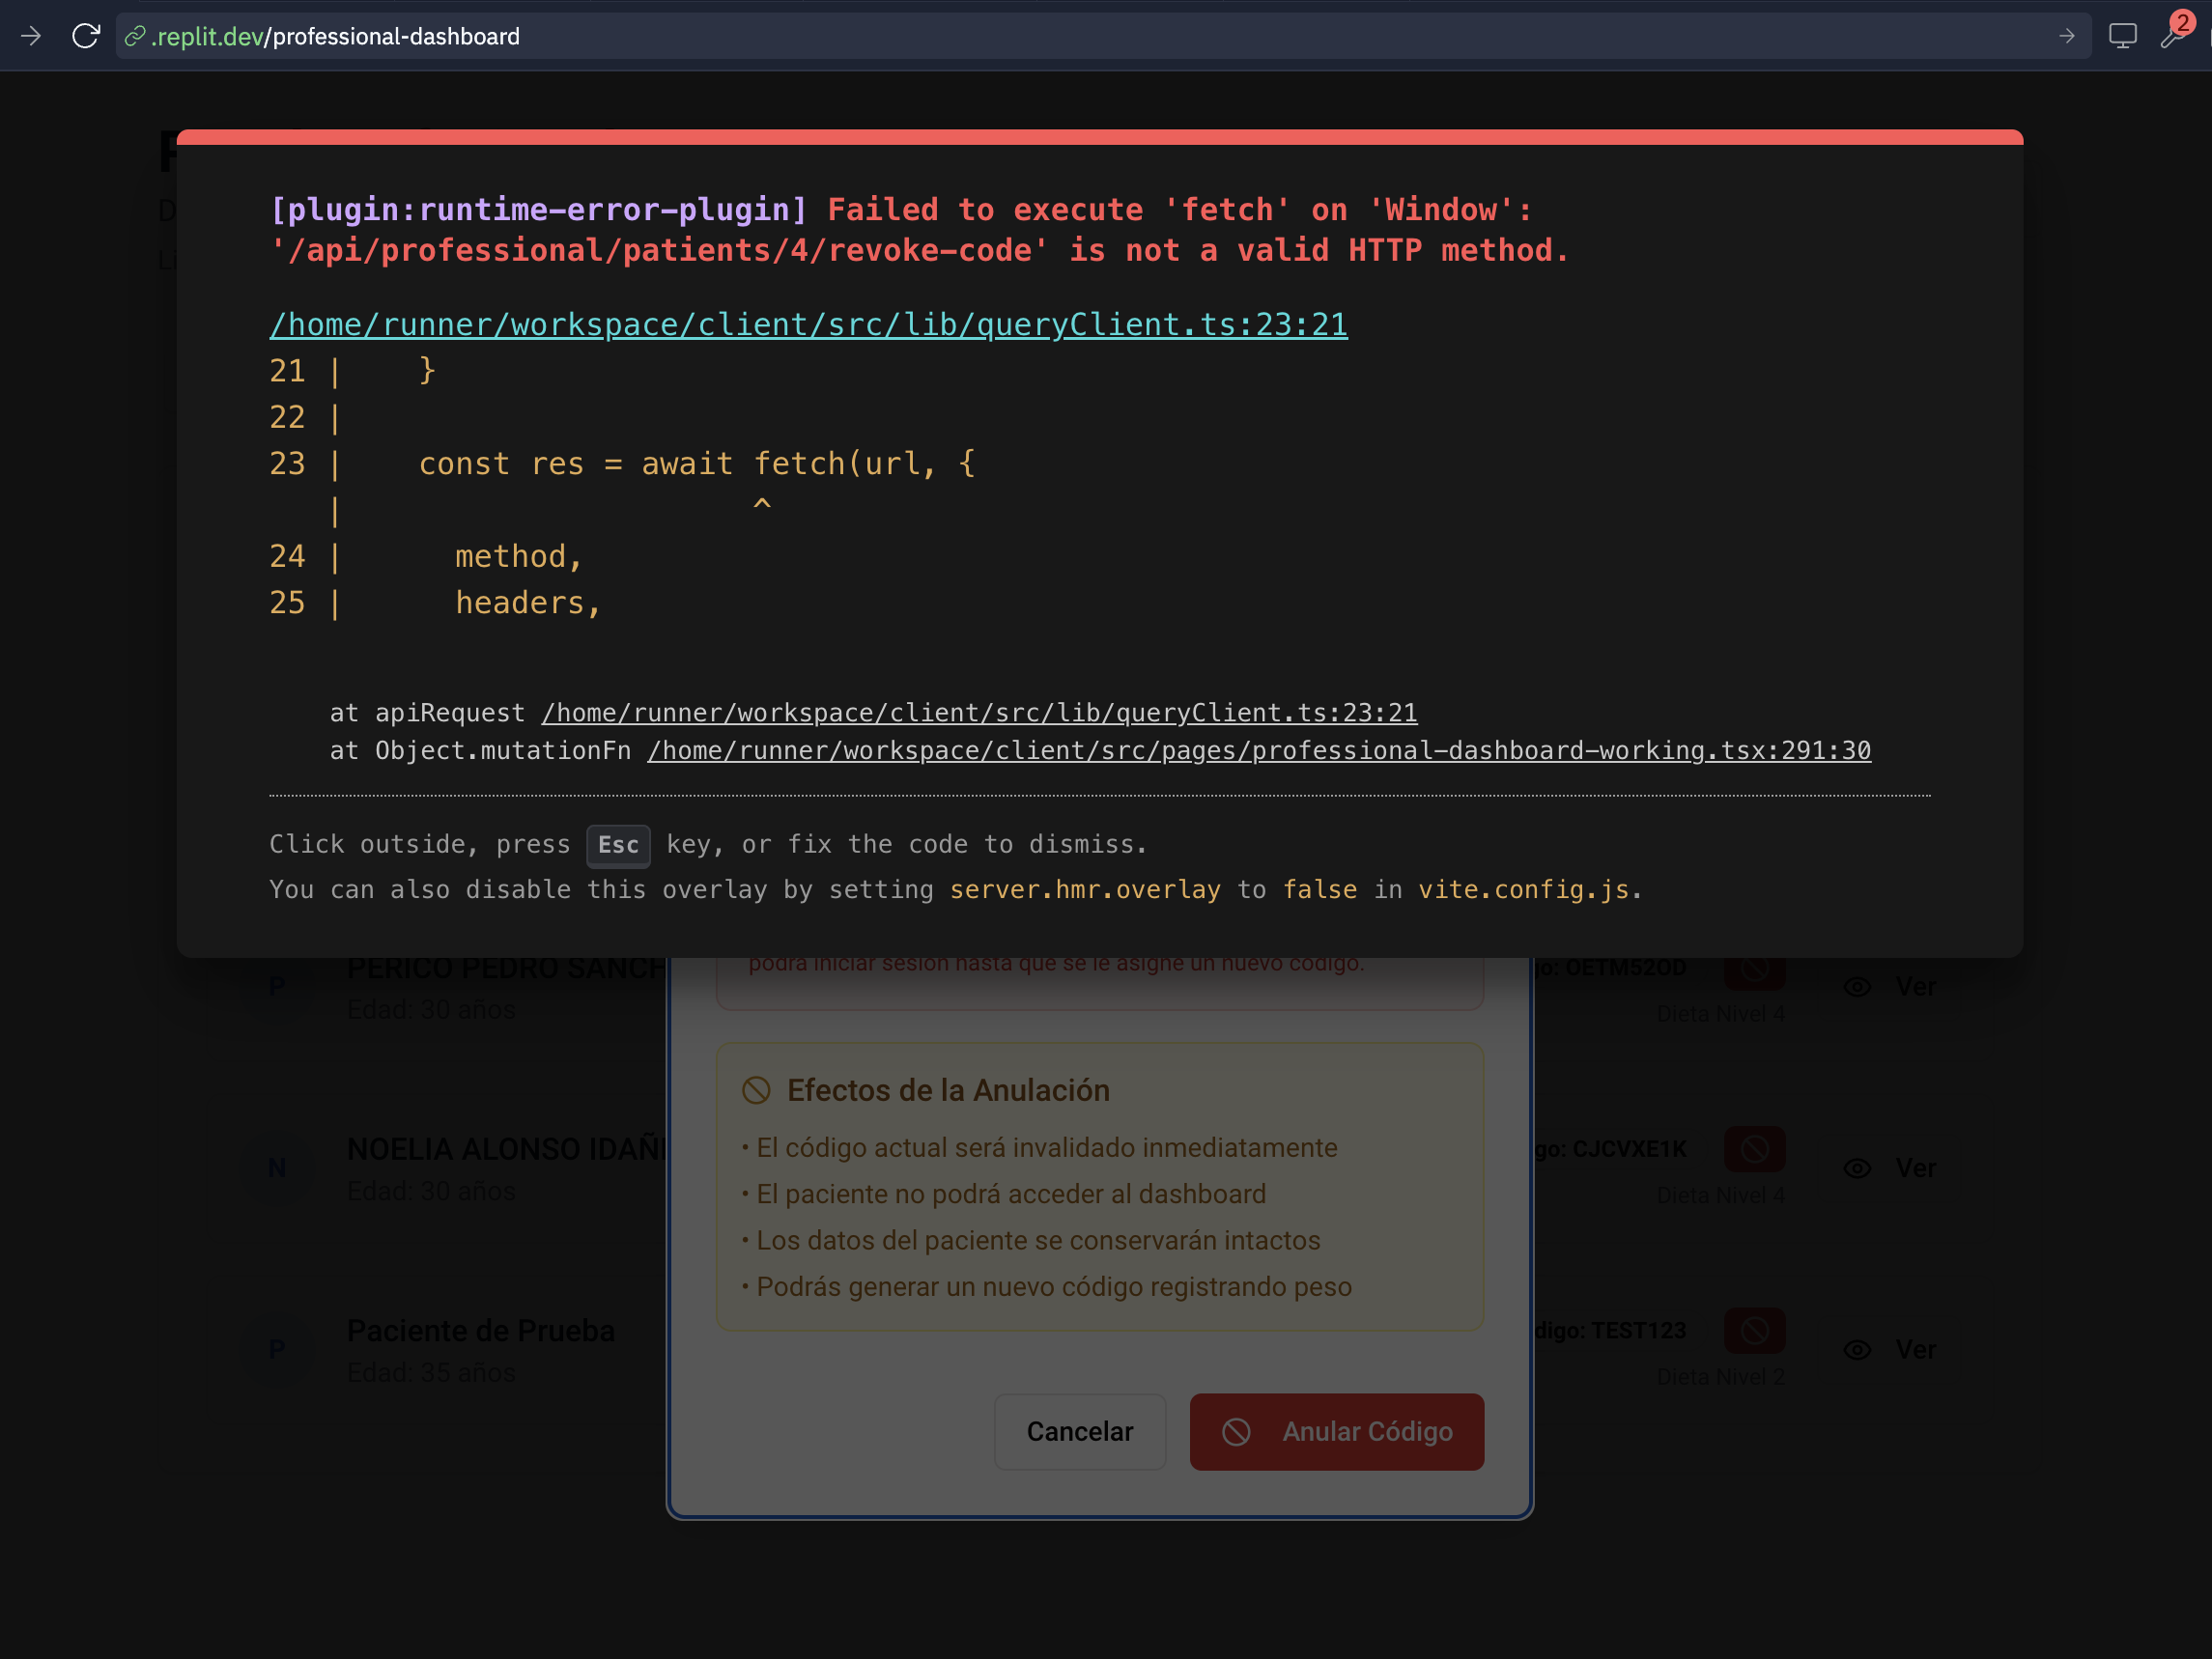 .replit.dev/professional-dashboard
2
[plugin:runtime-error-plugin] Failed to execute 'fetch' on 'Window':
'/api/professional/patients/4/revoke-code' is not a valid HTTP method.
/home/runner/workspace/client/src/lib/queryClient.ts:23:21
21 |    }
22 |
23 |    const res = await fetch(url, {
   |                      ^
24 |      method,
25 |      headers,
at apiRequest /home/runner/workspace/client/src/lib/queryClient.ts:23:21
at Object.mutationFn /home/runner/workspace/client/src/pages/professional-dashboard-working.tsx:291:30
Click outside, press Esc key, or fix the code to dismiss.
You can also disable this overlay by setting server.hmr.overlay to false in vite.config.js.
podrá iniciar sesión hasta que se le asigne un nuevo código.
P
PERICO PEDRO SANCH
Edad: 30 años
go: OETM52OD
Dieta Nivel 4
Ver
Efectos de la Anulación
• El código actual será invalidado inmediatamente
• El paciente no podrá acceder al dashboard
• Los datos del paciente se conservarán intactos
• Podrás generar un nuevo código registrando peso
N
NOELIA ALONSO IDAÑ
Edad: 30 años
go: CJCVXE1K
Dieta Nivel 4
Ver
P
Paciente de Prueba
Edad: 35 años
digo: TEST123
Dieta Nivel 2
Ver
Cancelar
Anular Código